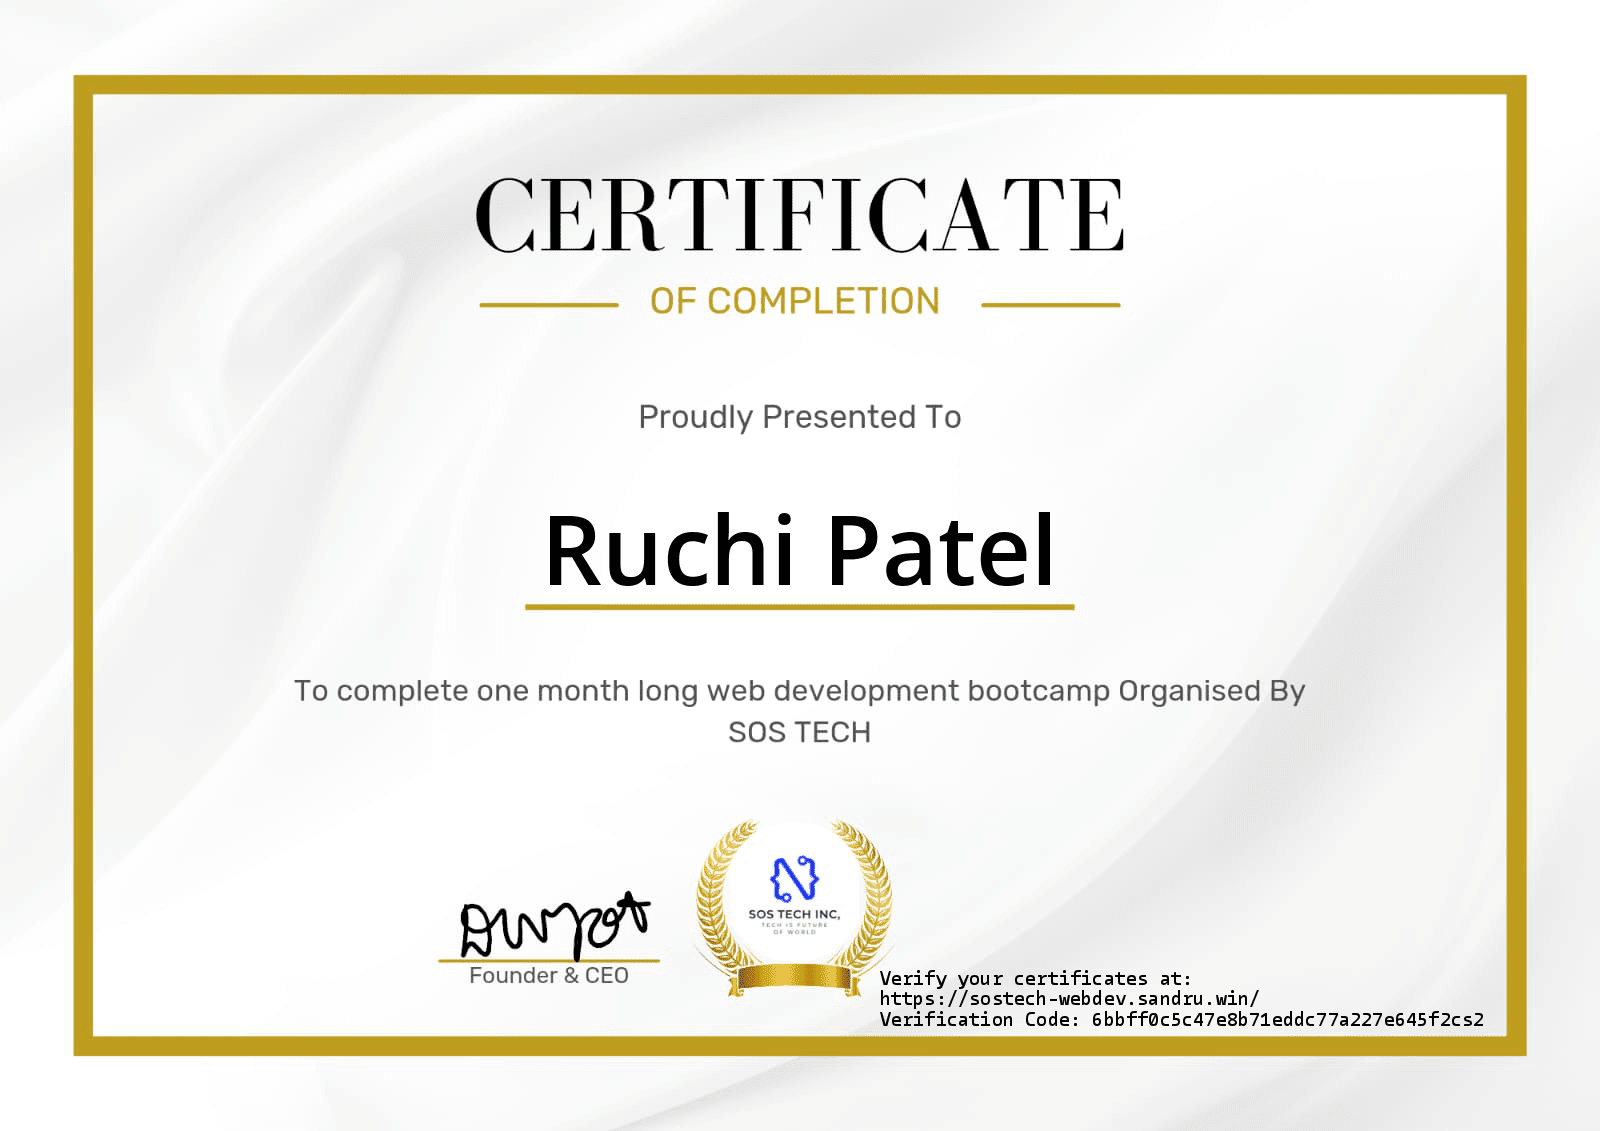 CERTIFICATE
OF COMPLETION
Proudly Presented To
Ruchi Patel
To complete one month long web development bootcamp Organised By
SOS TECH
Founder & CEO
SOS TECH INC,
TECH IS FUTURE
OF WORLD
Verify your certificates at:
https://sostech-webdev.sandru.win/
Verification Code: 6bbff0c5c47e8b71eddc77a227e645f2cs2